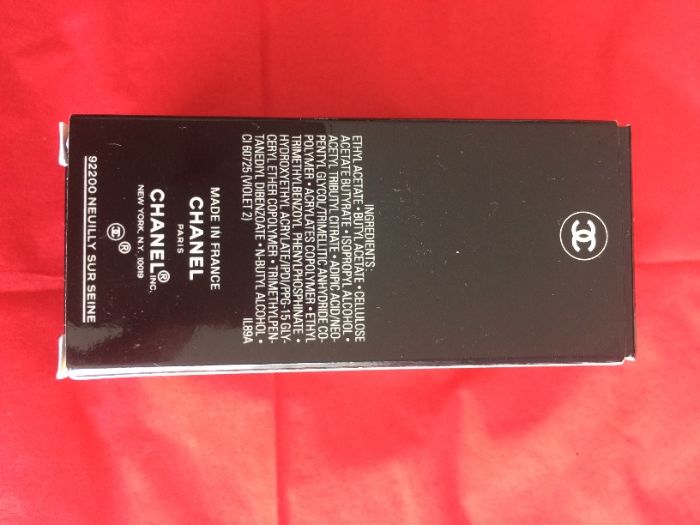 INGREDIENTS:
ETHYL ACETATE • BUTYL ACETATE • CELLULOSE
ACETATE BUTYRATE • ISOPROPYL ALCOHOL •
ACETYL TRIBUTYL CITRATE • ADIPIC ACID/NEO-
PENTYL GLYCOL/TRIMELLITIC ANHYDRIDE CO-
POLYMER • ACRYLATES COPOLYMER • ETHYL
TRIMETHYLBENZOYL PHENYLPHOSPHINATE •
HYDROXYETHYL ACRYLATE/IPDI/PPG-15 GLY-
CERYL ETHER COPOLYMER • TRIMETHYLPEN-
TANEDYL DIBENZOATE • N-BUTYL ALCOHOL •
CI 60725 (VIOLET 2) IL89A
MADE IN FRANCE
CHANEL
PARIS
CHANEL® INC.
NEW YORK, N.Y. 10019
®
92200 NEUILLY SUR SEINE